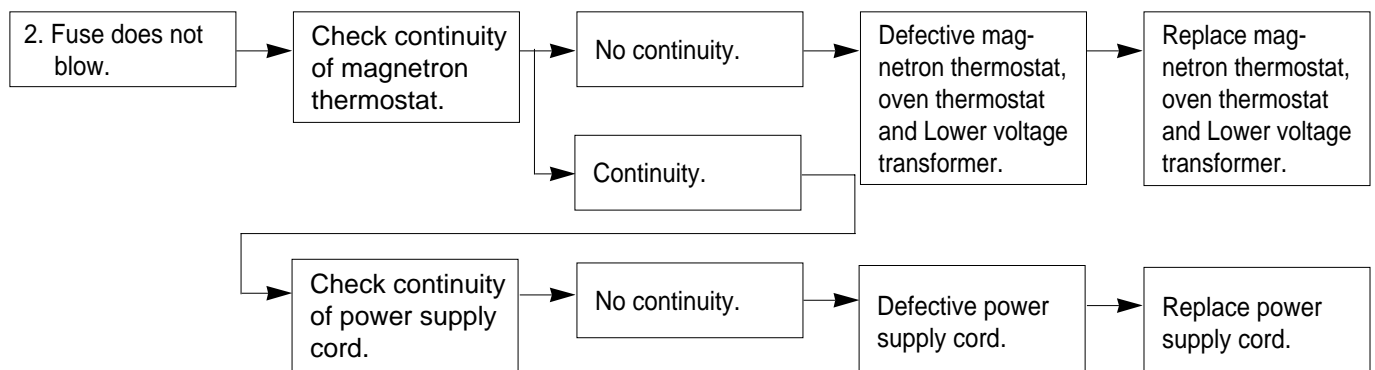 2. Fuse does not
blow.
Check continuity
of magnetron
thermostat.
No continuity.
Defective mag-
netron thermostat,
oven thermostat
and Lower voltage
transformer.
Replace mag-
netron thermostat,
oven thermostat
and Lower voltage
transformer.
Continuity.
Check continuity
of power supply
cord.
No continuity.
Defective power
supply cord.
Replace power
supply cord.